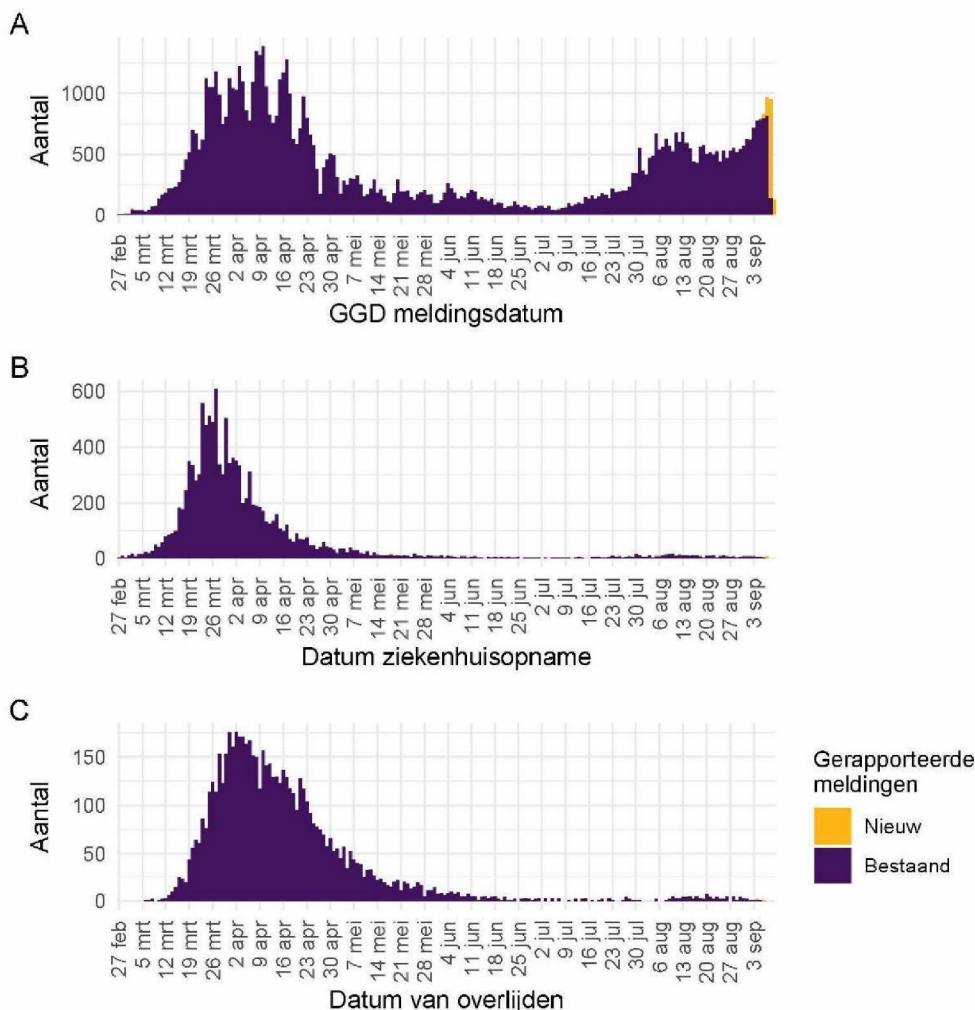 A
Aantal
1000
500
0
27 feb
5 mrt
12 mrt
19 mrt
26 mrt
2 apr
9 apr
16 apr
23 apr
30 apr
7 mei
14 mei
21 mei
28 mei
4 jun
11 jun
18 jun
25 jun
2 jul
9 jul
16 jul
23 jul
30 jul
6 aug
13 aug
20 aug
27 aug
3 sep
GGD meldingsdatum
B
Aantal
600
400
200
0
27 feb
5 mrt
12 mrt
19 mrt
26 mrt
2 apr
9 apr
16 apr
23 apr
30 apr
7 mei
14 mei
21 mei
28 mei
4 jun
11 jun
18 jun
25 jun
2 jul
9 jul
16 jul
23 jul
30 jul
6 aug
13 aug
20 aug
27 aug
3 sep
Datum ziekenhuisopname
C
Aantal
150
100
50
0
27 feb
5 mrt
12 mrt
19 mrt
26 mrt
2 apr
9 apr
16 apr
23 apr
30 apr
7 mei
14 mei
21 mei
28 mei
4 jun
11 jun
18 jun
25 jun
2 jul
9 jul
16 jul
23 jul
30 jul
6 aug
13 aug
20 aug
27 aug
3 sep
Datum van overlijden
Gerapporteerde
meldingen
Nieuw
Bestaand